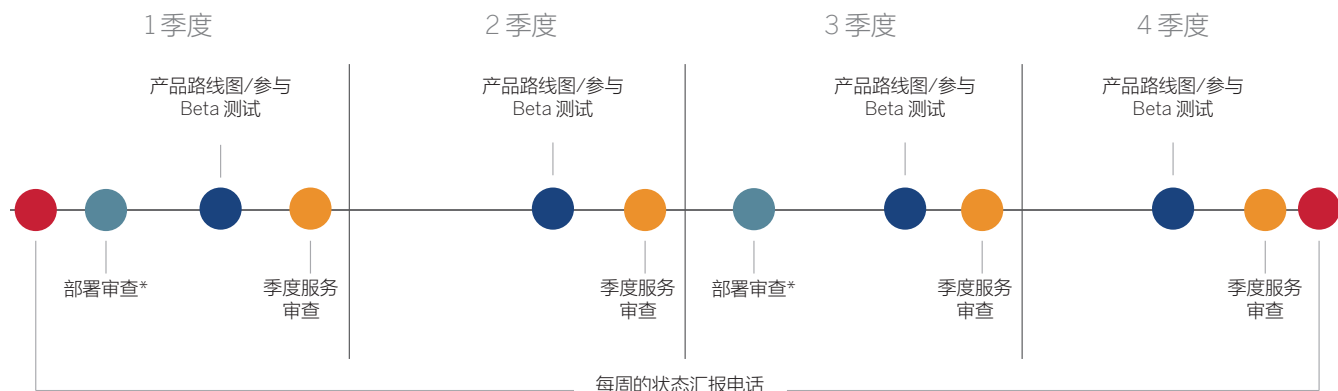 1 季度
2 季度
3 季度
4 季度
产品路线图/参与
Beta 测试
产品路线图/参与
Beta 测试
产品路线图/参与
Beta 测试
产品路线图/参与
Beta 测试
部署审查*
季度服务
审查
季度服务
审查
部署审查*
季度服务
审查
季度服务
审查
每周的状态汇报电话